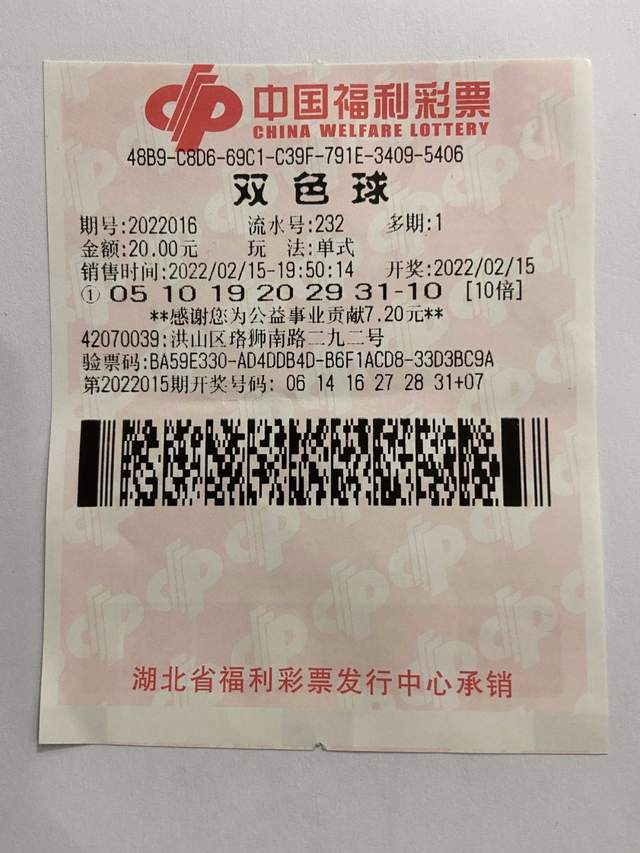 中国福利彩票
CHINA WELFARE LOTTERY
48B9-C8D6-69C1-C39F-791E-3409-5406
双色球
期号:2022016 流水号:232 多期:1
金额:20.00元 玩 法:单式
销售时间:2022/02/15-19:50:14 开奖:2022/02/15
① 05 10 19 20 29 31-10 [10倍]
**感谢您为公益事业贡献7.20元**
42070039:洪山区珞狮南路二九二号
验票码:BA59E330-AD4DDB4D-B6F1ACD8-33D3BC9A
第2022015期开奖号码: 06 14 16 27 28 31+07
湖北省福利彩票发行中心承销